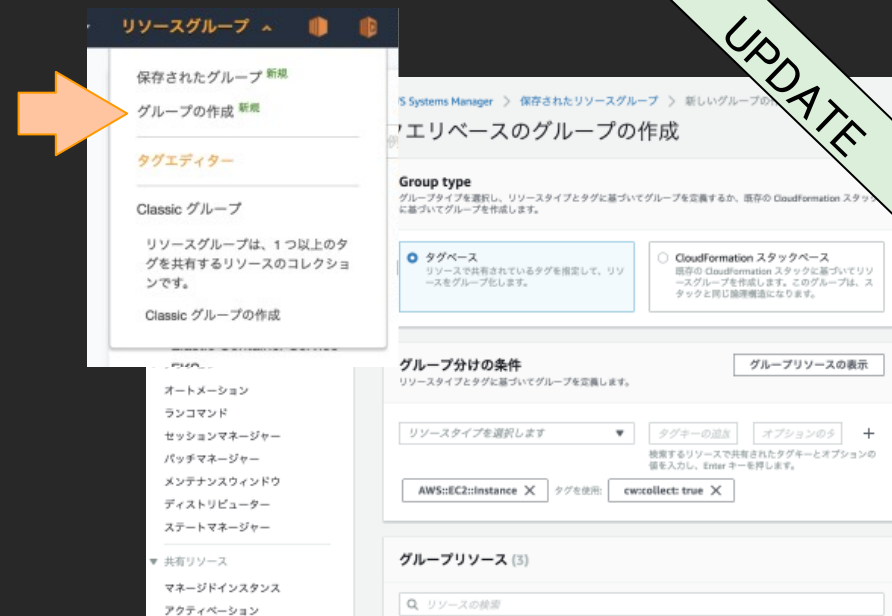 リソースグループ
保存されたグループ 新規
グループの作成 新規
タグエディター
Classic グループ
リソースグループは、1 つ以上のタ
グを共有するリソースのコレクショ
ンです。
Classic グループの作成
オートメーション
ランコマンド
セッションマネージャー
パッチマネージャー
メンテナンスウィンドウ
ディストリビューター
ステートマネージャー
共有リソース
マネージドインスタンス
アクティベーション
UPDATE
S Systems Manager > 保存されたリソースグループ > 新しいグループの
エリベースのグループの作成
Group type
グループタイプを選択し、リソースタイプとタグに基づいてグループを定義するか、既存の CloudFormation スタッ
に基づいてグループを作成します。
タグベース
リソースで共有されているタグを指定して、リソ
ースをグループ化します。
CloudFormation スタックベース
既存の CloudFormation スタックに基づいてリソ
ースグループを作成します。このグループは、ス
タックと同じ論理構造になります。
グループ分けの条件
グループリソースの表示
リソースタイプとタグに基づいてグループを定義します。
リソースタイプを選択します
タグキーの追加
オプションのタ
検索するリソースで共有されたタグキーとオプションの
値を入力し、Enter キーを押します。
AWS::EC2::Instance タグを使用: cw:collect: true
グループリソース (3)
リソースの検索